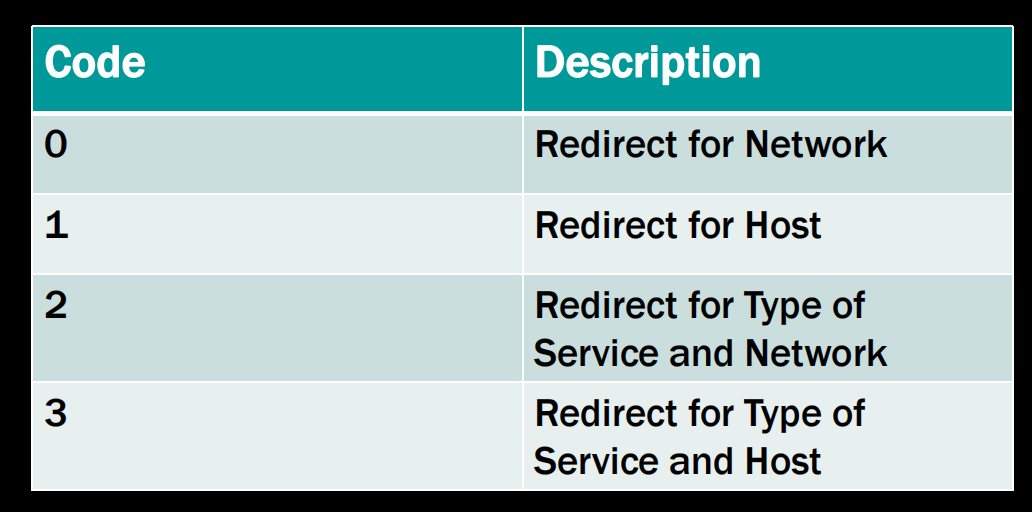 Code Description
0 Redirect for Network
1 Redirect for Host
2 Redirect for Type of
Service and Network
3 Redirect for Type of
Service and Host